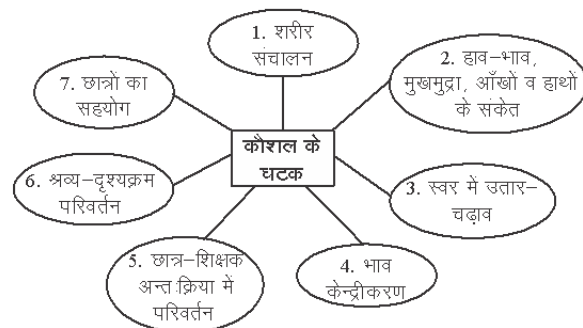 कौशल के
घटक
1. शरीर
संचालन
2. हाव-भाव,
मुखमुद्रा, आँखों व हाथों
के संकेत
3. स्वर में उतार-
चढ़ाव
4. भाव
केन्द्रीकरण
5. छात्र-शिक्षक
अन्तःक्रिया में
परिवर्तन
6. श्रव्य-दृश्यक्रम
परिवर्तन
7. छात्रों का
सहयोग